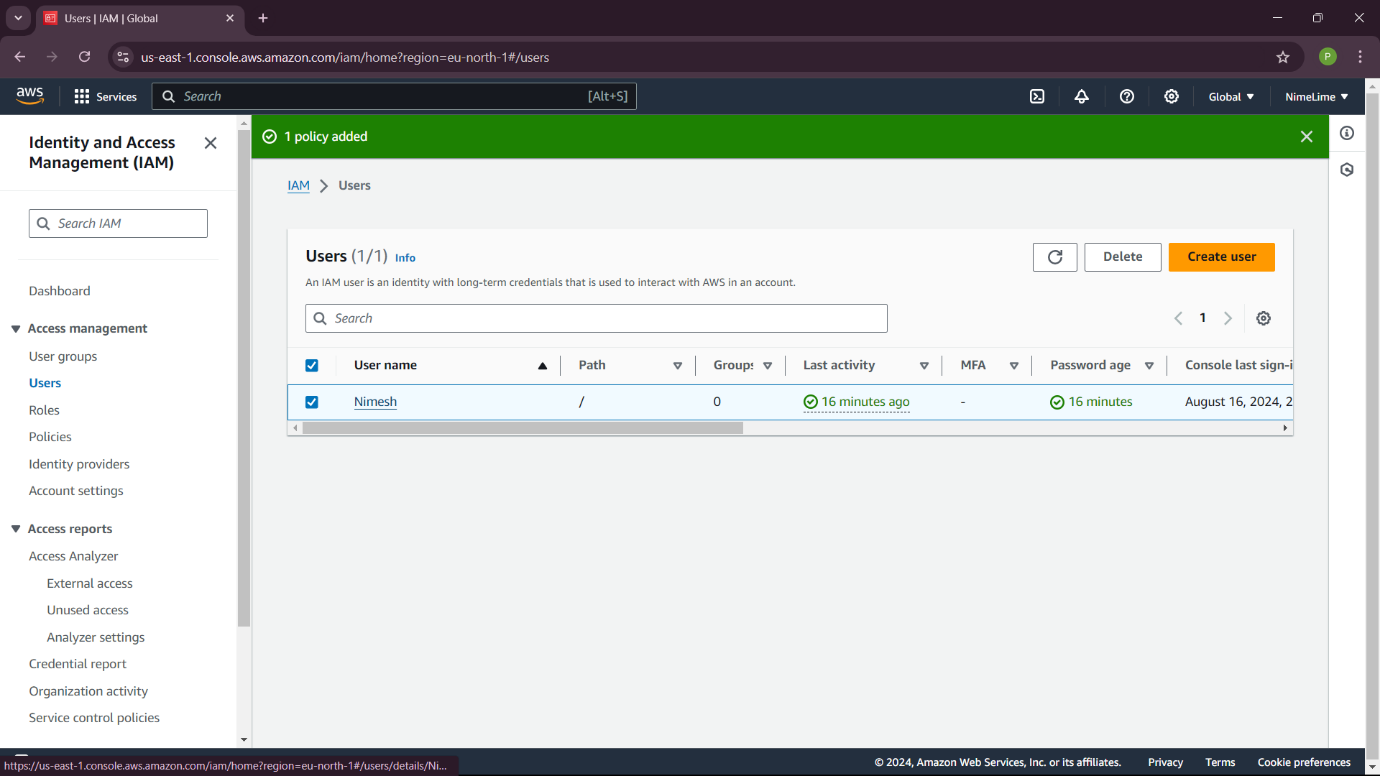 Users | IAM | Global
us-east-1.console.aws.amazon.com/iam/home?region=eu-north-1#/users
P
aws
Services
Search
[Alt+S]
Global
NimeLime
Identity and Access Management (IAM)
Search IAM
Dashboard
Access management
User groups
Users
Roles
Policies
Identity providers
Account settings
Access reports
Access Analyzer
External access
Unused access
Analyzer settings
Credential report
Organization activity
Service control policies
1 policy added
IAM > Users
Users (1/1) Info
Delete
Create user
An IAM user is an identity with long-term credentials that is used to interact with AWS in an account.
Search
1
User name
Path
Groups
Last activity
MFA
Password age
Console last sign-i
Nimesh
/
0
16 minutes ago
-
16 minutes
August 16, 2024, 2
https://us-east-1.console.aws.amazon.com/iam/home?region=eu-north-1#/users/details/Ni...
© 2024, Amazon Web Services, Inc. or its affiliates.
Privacy
Terms
Cookie preferences